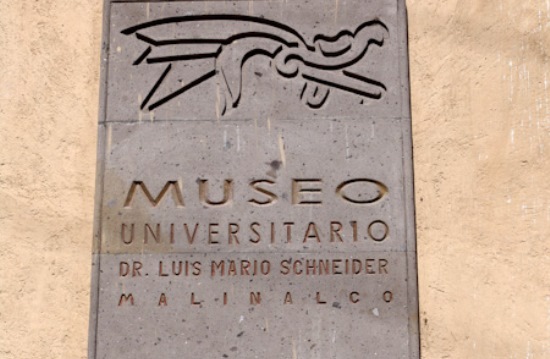 MUSEO
UNIVERSITARIO
DR. LUIS MARIO SCHNEIDER
MALINALCO